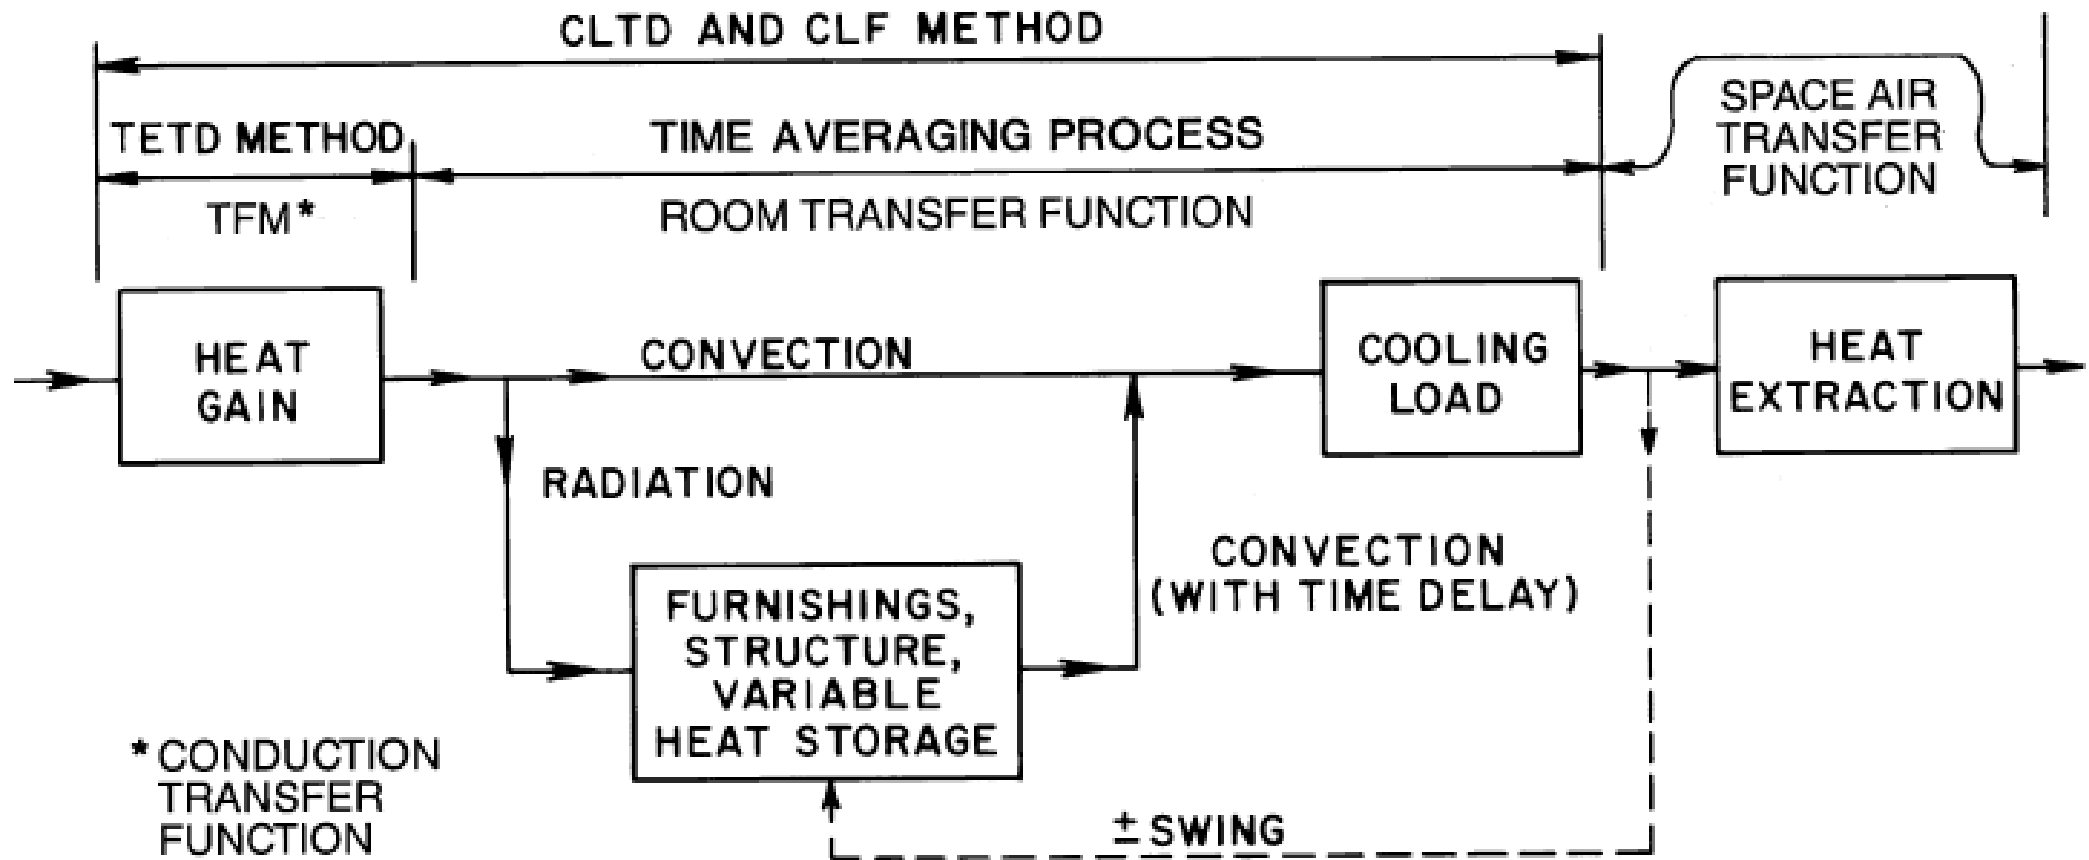 CLTD AND CLF METHOD
TETD METHOD
TIME AVERAGING PROCESS
SPACE AIR
TRANSFER
FUNCTION
TFM*
ROOM TRANSFER FUNCTION
HEAT
GAIN
CONVECTION
COOLING
LOAD
HEAT
EXTRACTION
RADIATION
CONVECTION
(WITH TIME DELAY)
FURNISHINGS,
STRUCTURE,
VARIABLE
HEAT STORAGE
* CONDUCTION
TRANSFER
FUNCTION
± SWING